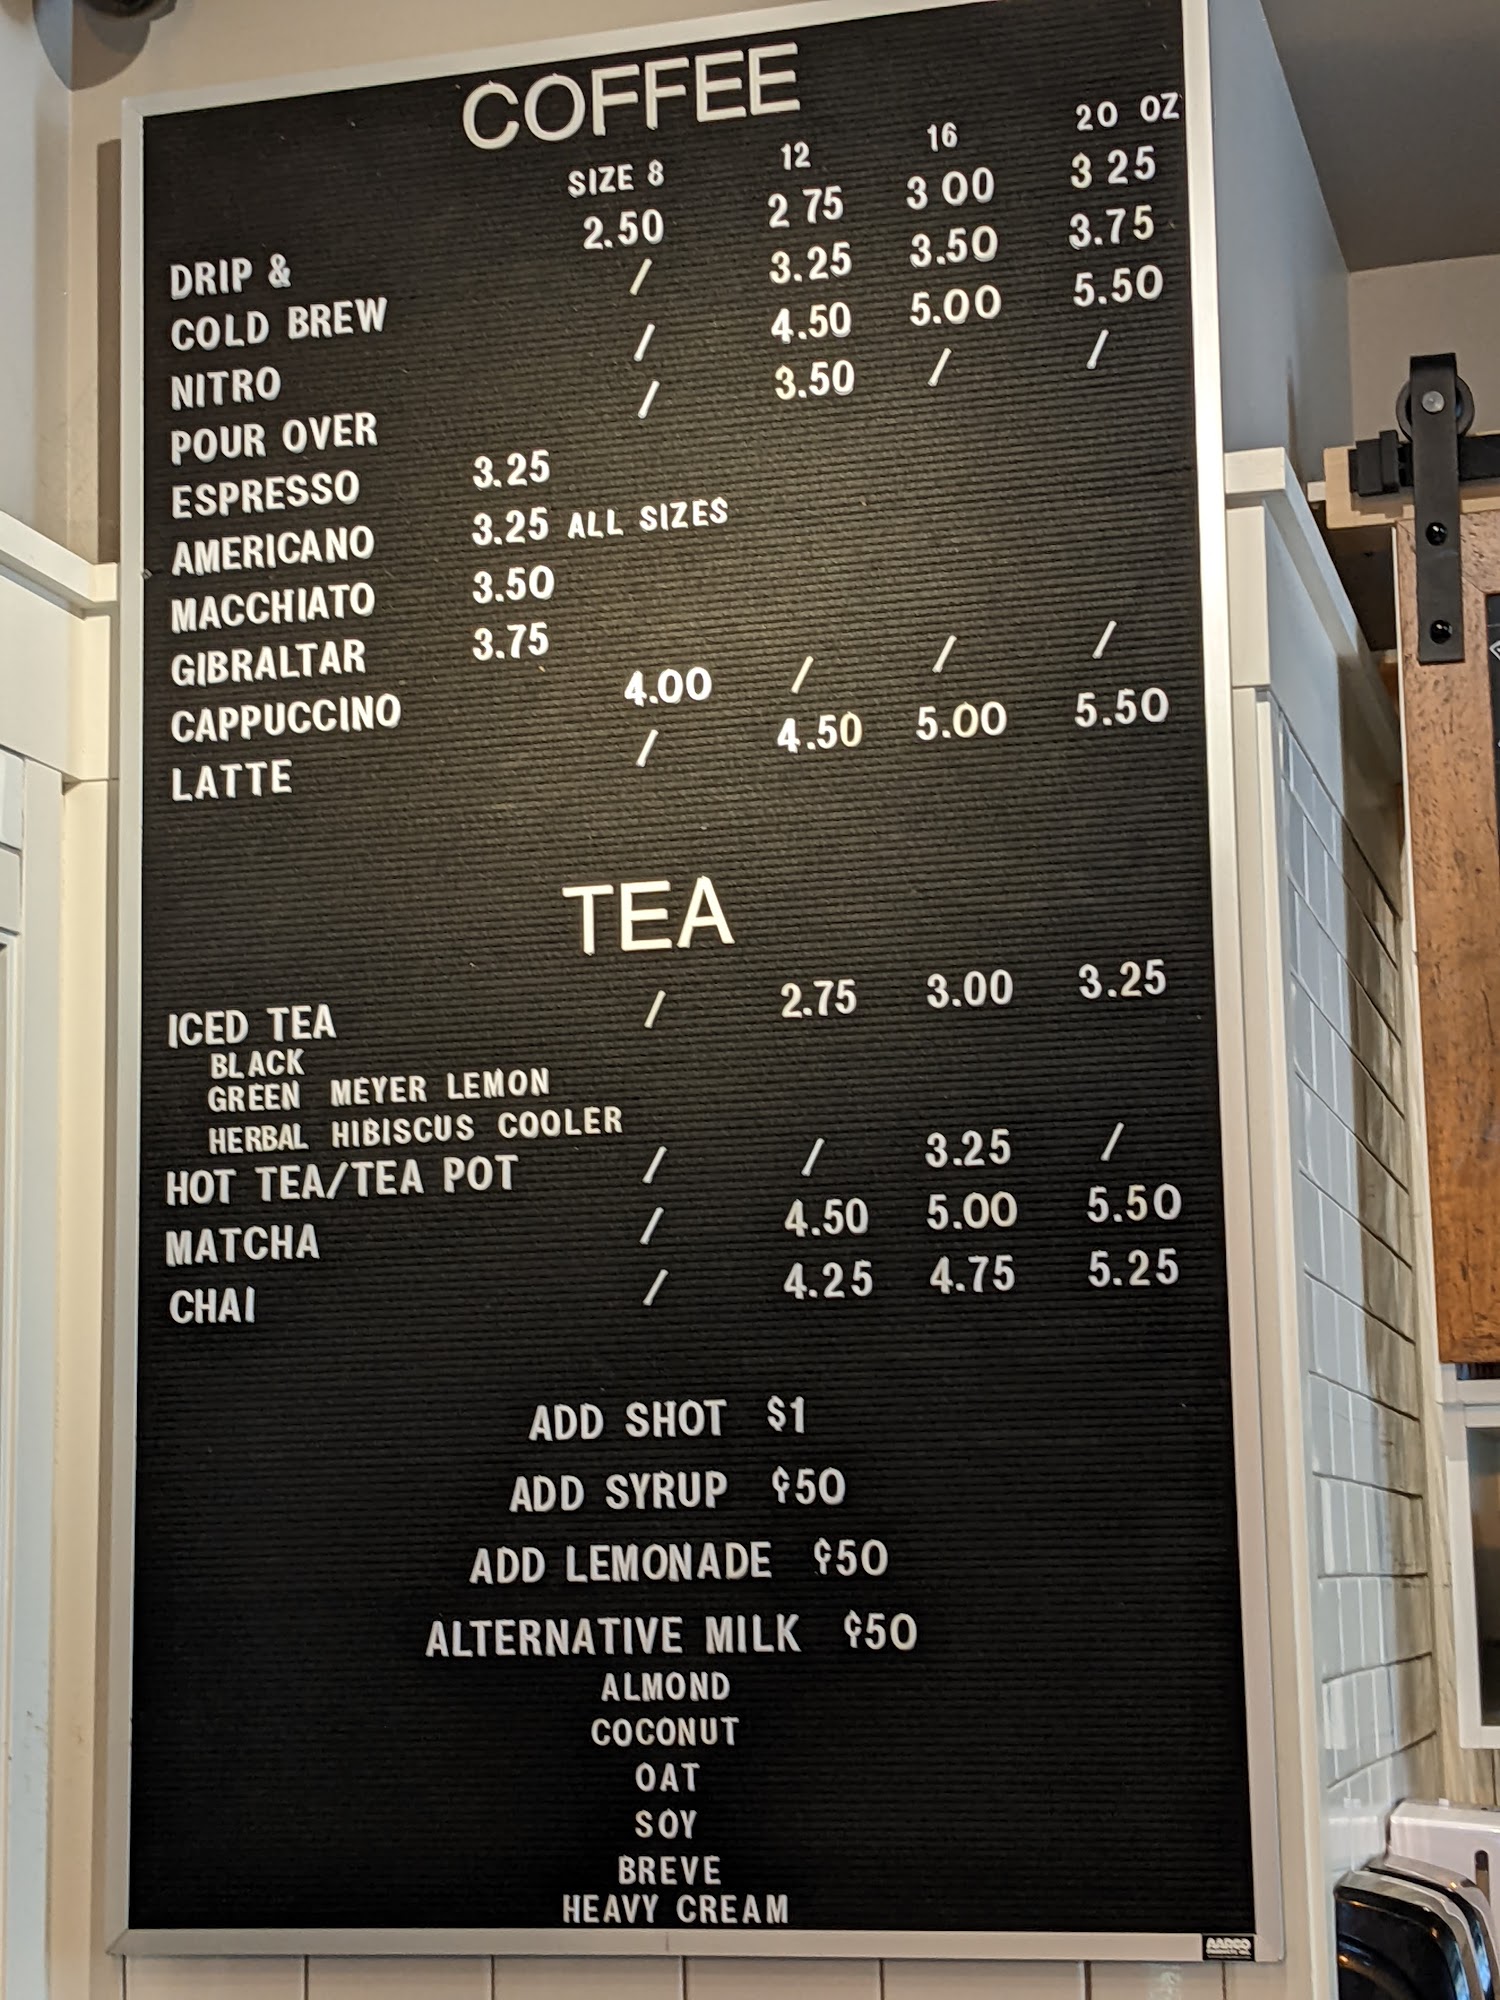 COFFEE
SIZE 8 12 16 20 OZ
DRIP & 2.50 2 75 3 00 3 25
COLD BREW / 3.25 3.50 3.75
NITRO / 4.50 5.00 5.50
POUR OVER / 3.50 / /
ESPRESSO 3.25
AMERICANO 3.25 ALL SIZES
MACCHIATO 3.50
GIBRALTAR 3.75
CAPPUCCINO 4.00 / / /
LATTE / 4.50 5.00 5.50
TEA
ICED TEA / 2.75 3.00 3.25
BLACK
GREEN MEYER LEMON
HERBAL HIBISCUS COOLER
HOT TEA/TEA POT / / 3.25 /
MATCHA / 4.50 5.00 5.50
CHAI / 4.25 4.75 5.25
ADD SHOT $1
ADD SYRUP ¢50
ADD LEMONADE ¢50
ALTERNATIVE MILK ¢50
ALMOND
COCONUT
OAT
SOY
BREVE
HEAVY CREAM
AARCO